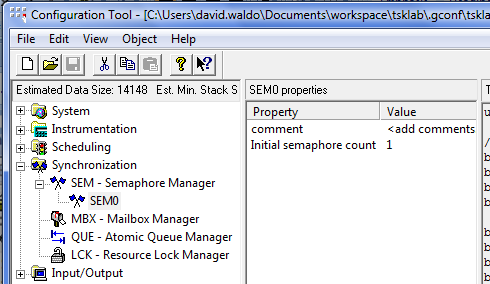 Configuration Tool - [C:\Users\david.waldo\Documents\workspace\tsklab\.gconf\tskla
File Edit View Object Help
Estimated Data Size: 14148 Est. Min. Stack S
SEM0 properties
System
Instrumentation
Scheduling
Synchronization
SEM - Semaphore Manager
SEM0
MBX - Mailbox Manager
QUE - Atomic Queue Manager
LCK - Resource Lock Manager
Input/Output
Property Value
comment <add comments
Initial semaphore count 1
T
u
/
b
b
b
b
b
b
b